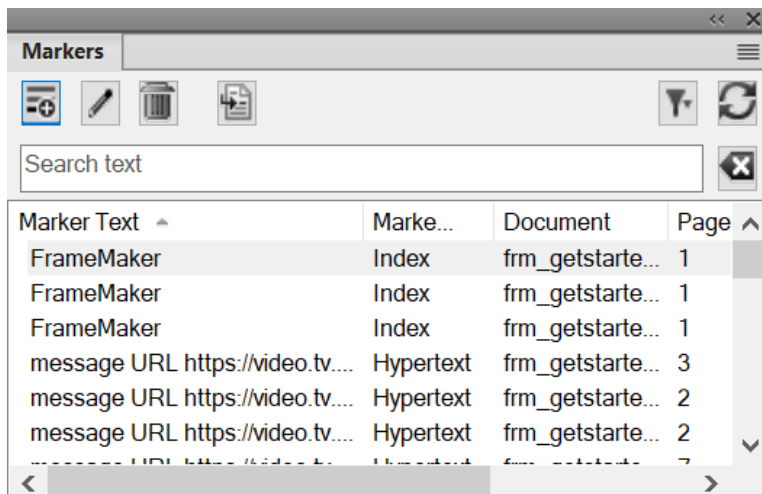 Markers
Search text
Marker Text Marke... Document Page
FrameMaker Index frm_getstarte... 1
FrameMaker Index frm_getstarte... 1
FrameMaker Index frm_getstarte... 1
message URL https://video.tv.... Hypertext frm_getstarte... 3
message URL https://video.tv.... Hypertext frm_getstarte... 2
message URL https://video.tv.... Hypertext frm_getstarte... 2